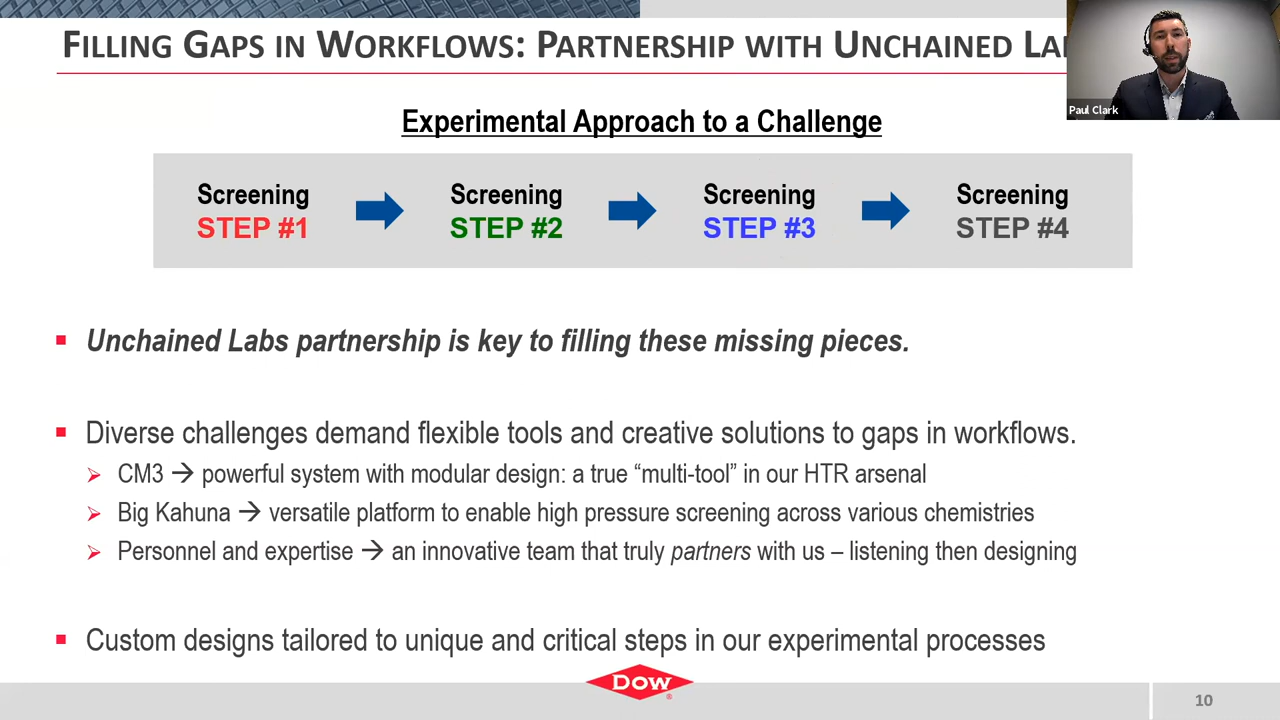 FILLING GAPS IN WORKFLOWS: PARTNERSHIP WITH UNCHAINED
Paul Clark
Experimental Approach to a Challenge
Screening Screening Screening Screening
STEP #1 STEP #2 STEP #3 STEP #4
Unchained Labs partnership is key to filling these missing pieces.
Diverse challenges demand flexible tools and creative solutions to gaps in workflows.
CM3 → powerful system with modular design: a true “multi-tool” in our HTR arsenal
Big Kahuna → versatile platform to enable high pressure screening across various chemistries
Personnel and expertise → an innovative team that truly partners with us – listening then designing
Custom designs tailored to unique and critical steps in our experimental processes
DOW®
10